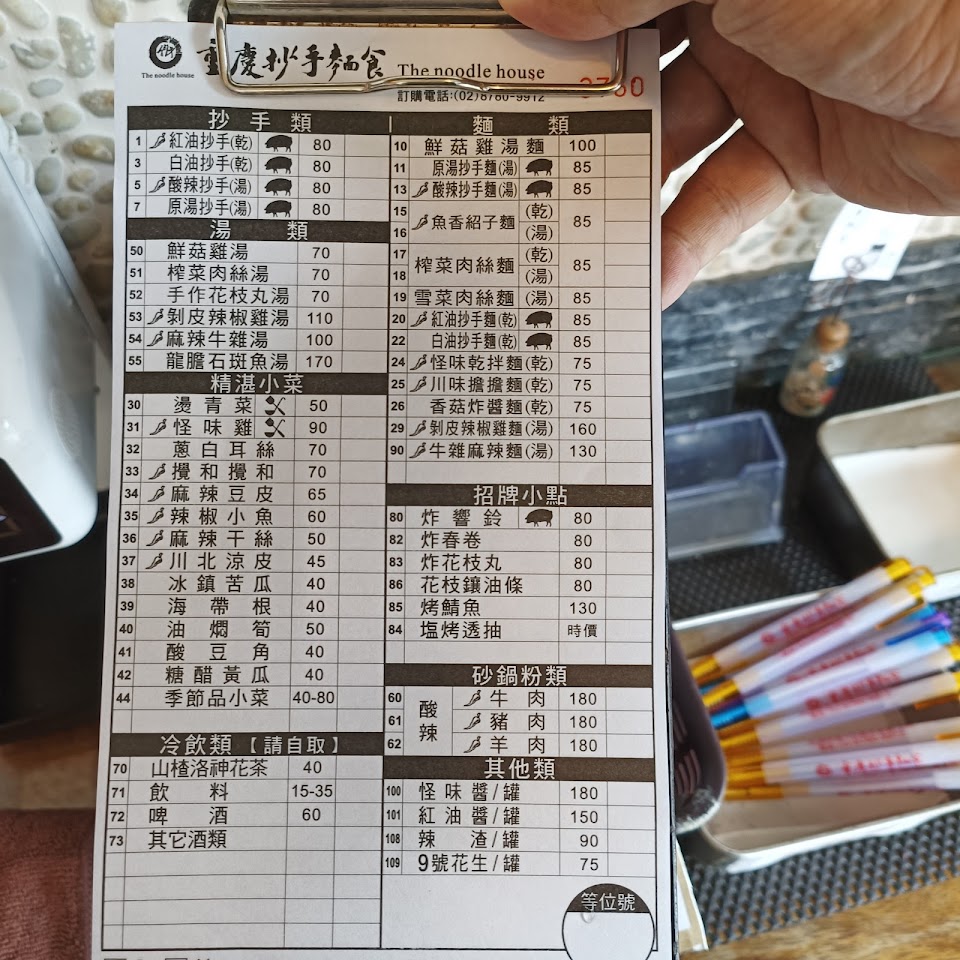 重慶抄手麵食 The noodle house
The noodle house
訂購電話:(02)8780-9912
3760
抄手類
1 紅油抄手(乾) 80
3 白油抄手(乾) 80
5 酸辣抄手(湯) 80
7 原湯抄手(湯) 80
湯類
50 鮮菇雞湯 70
51 榨菜肉絲湯 70
52 手作花枝丸湯 70
53 剝皮辣椒雞湯 110
54 麻辣牛雜湯 100
55 龍膽石斑魚湯 170
精湛小菜
30 燙青菜 50
31 怪味雞 90
32 蔥白耳絲 70
33 攪和攪和 70
34 麻辣豆皮 65
35 辣椒小魚 60
36 麻辣干絲 50
37 川北涼皮 45
38 冰鎮苦瓜 40
39 海帶根 40
40 油燜筍 50
41 酸豆角 40
42 糖醋黃瓜 40
44 季節品小菜 40-80
冷飲類【請自取】
70 山楂洛神花茶 40
71 飲料 15-35
72 啤酒 60
73 其它酒類
麵類
10 鮮菇雞湯麵 100
11 原湯抄手麵(湯) 85
13 酸辣抄手麵(湯) 85
15 魚香紹子麵 (乾) 85
16 (湯)
17 榨菜肉絲麵 (乾) 85
18 (湯)
19 雪菜肉絲麵(湯) 85
20 紅油抄手麵(乾) 85
22 白油抄手麵(乾) 85
24 怪味乾拌麵(乾) 75
25 川味擔擔麵(乾) 75
26 香菇炸醬麵(乾) 75
29 剝皮辣椒雞麵(湯) 160
90 牛雜麻辣麵(湯) 130
招牌小點
80 炸響鈴 80
82 炸春卷 80
83 炸花枝丸 80
86 花枝鑲油條 80
85 烤鯖魚 130
84 塩烤透抽 時價
砂鍋粉類
60 酸辣 牛肉 180
61 豬肉 180
62 羊肉 180
其他類
100 怪味醬/罐 180
101 紅油醬/罐 150
108 辣渣/罐 90
109 9號花生/罐 75
等位號